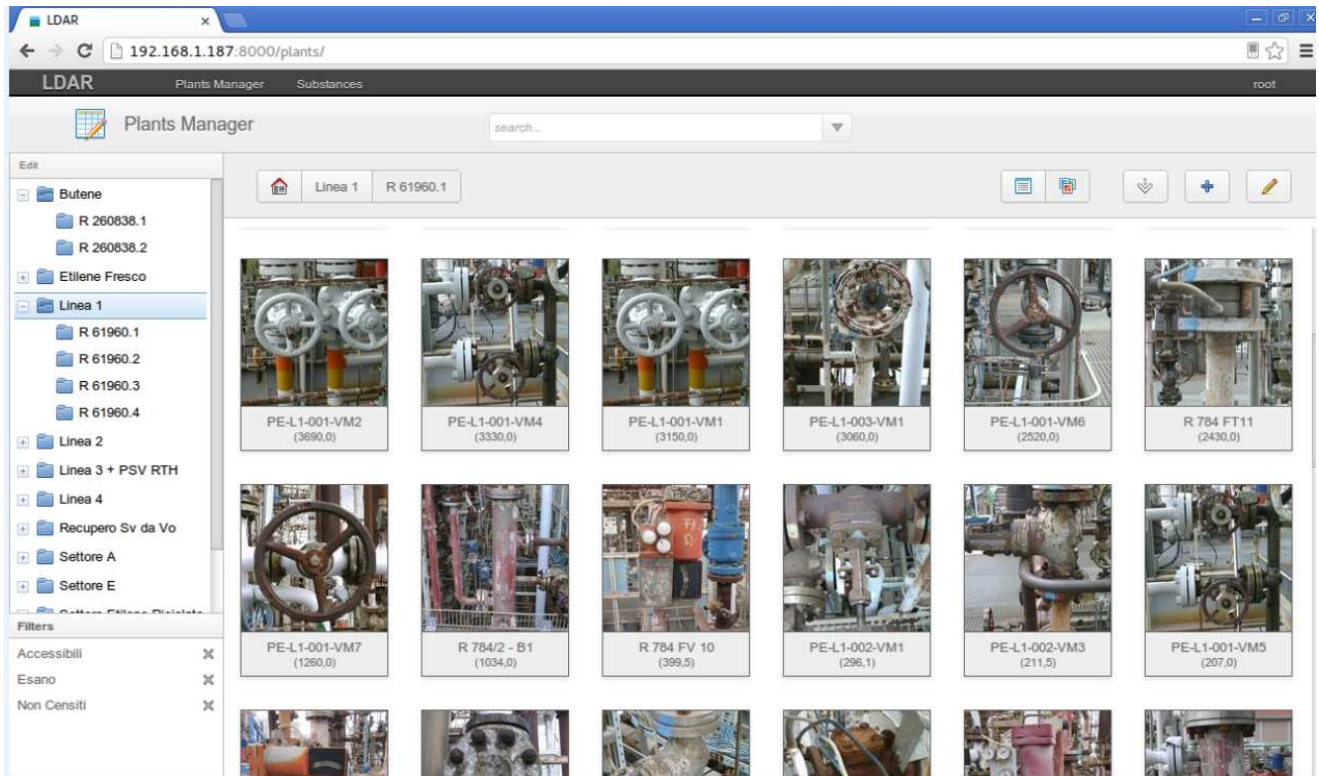 LDAR
192.168.1.187:8000/plants/
LDAR Plants Manager Substances root
Plants Manager search...
Edit
Butene
R 260838.1
R 260838.2
Etilene Fresco
Linea 1
R 61960.1
R 61960.2
R 61960.3
R 61960.4
Linea 2
Linea 3 + PSV RTH
Linea 4
Recupero Sv da Vo
Settore A
Settore E
Filters
Accessibili
Esano
Non Censiti
Linea 1 R 61960.1
PE-L1-001-VM2 PE-L1-001-VM4 PE-L1-001-VM1 PE-L1-003-VM1 PE-L1-001-VM6 R 784 FT11
(3690,0) (3330,0) (3150,0) (3060,0) (2520,0) (2430,0)
PE-L1-001-VM7 R 784/2 - B1 R 784 FV 10 PE-L1-002-VM1 PE-L1-002-VM3 PE-L1-001-VM5
(1260,0) (1034,0) (399,5) (296,1) (211,5) (207,0)